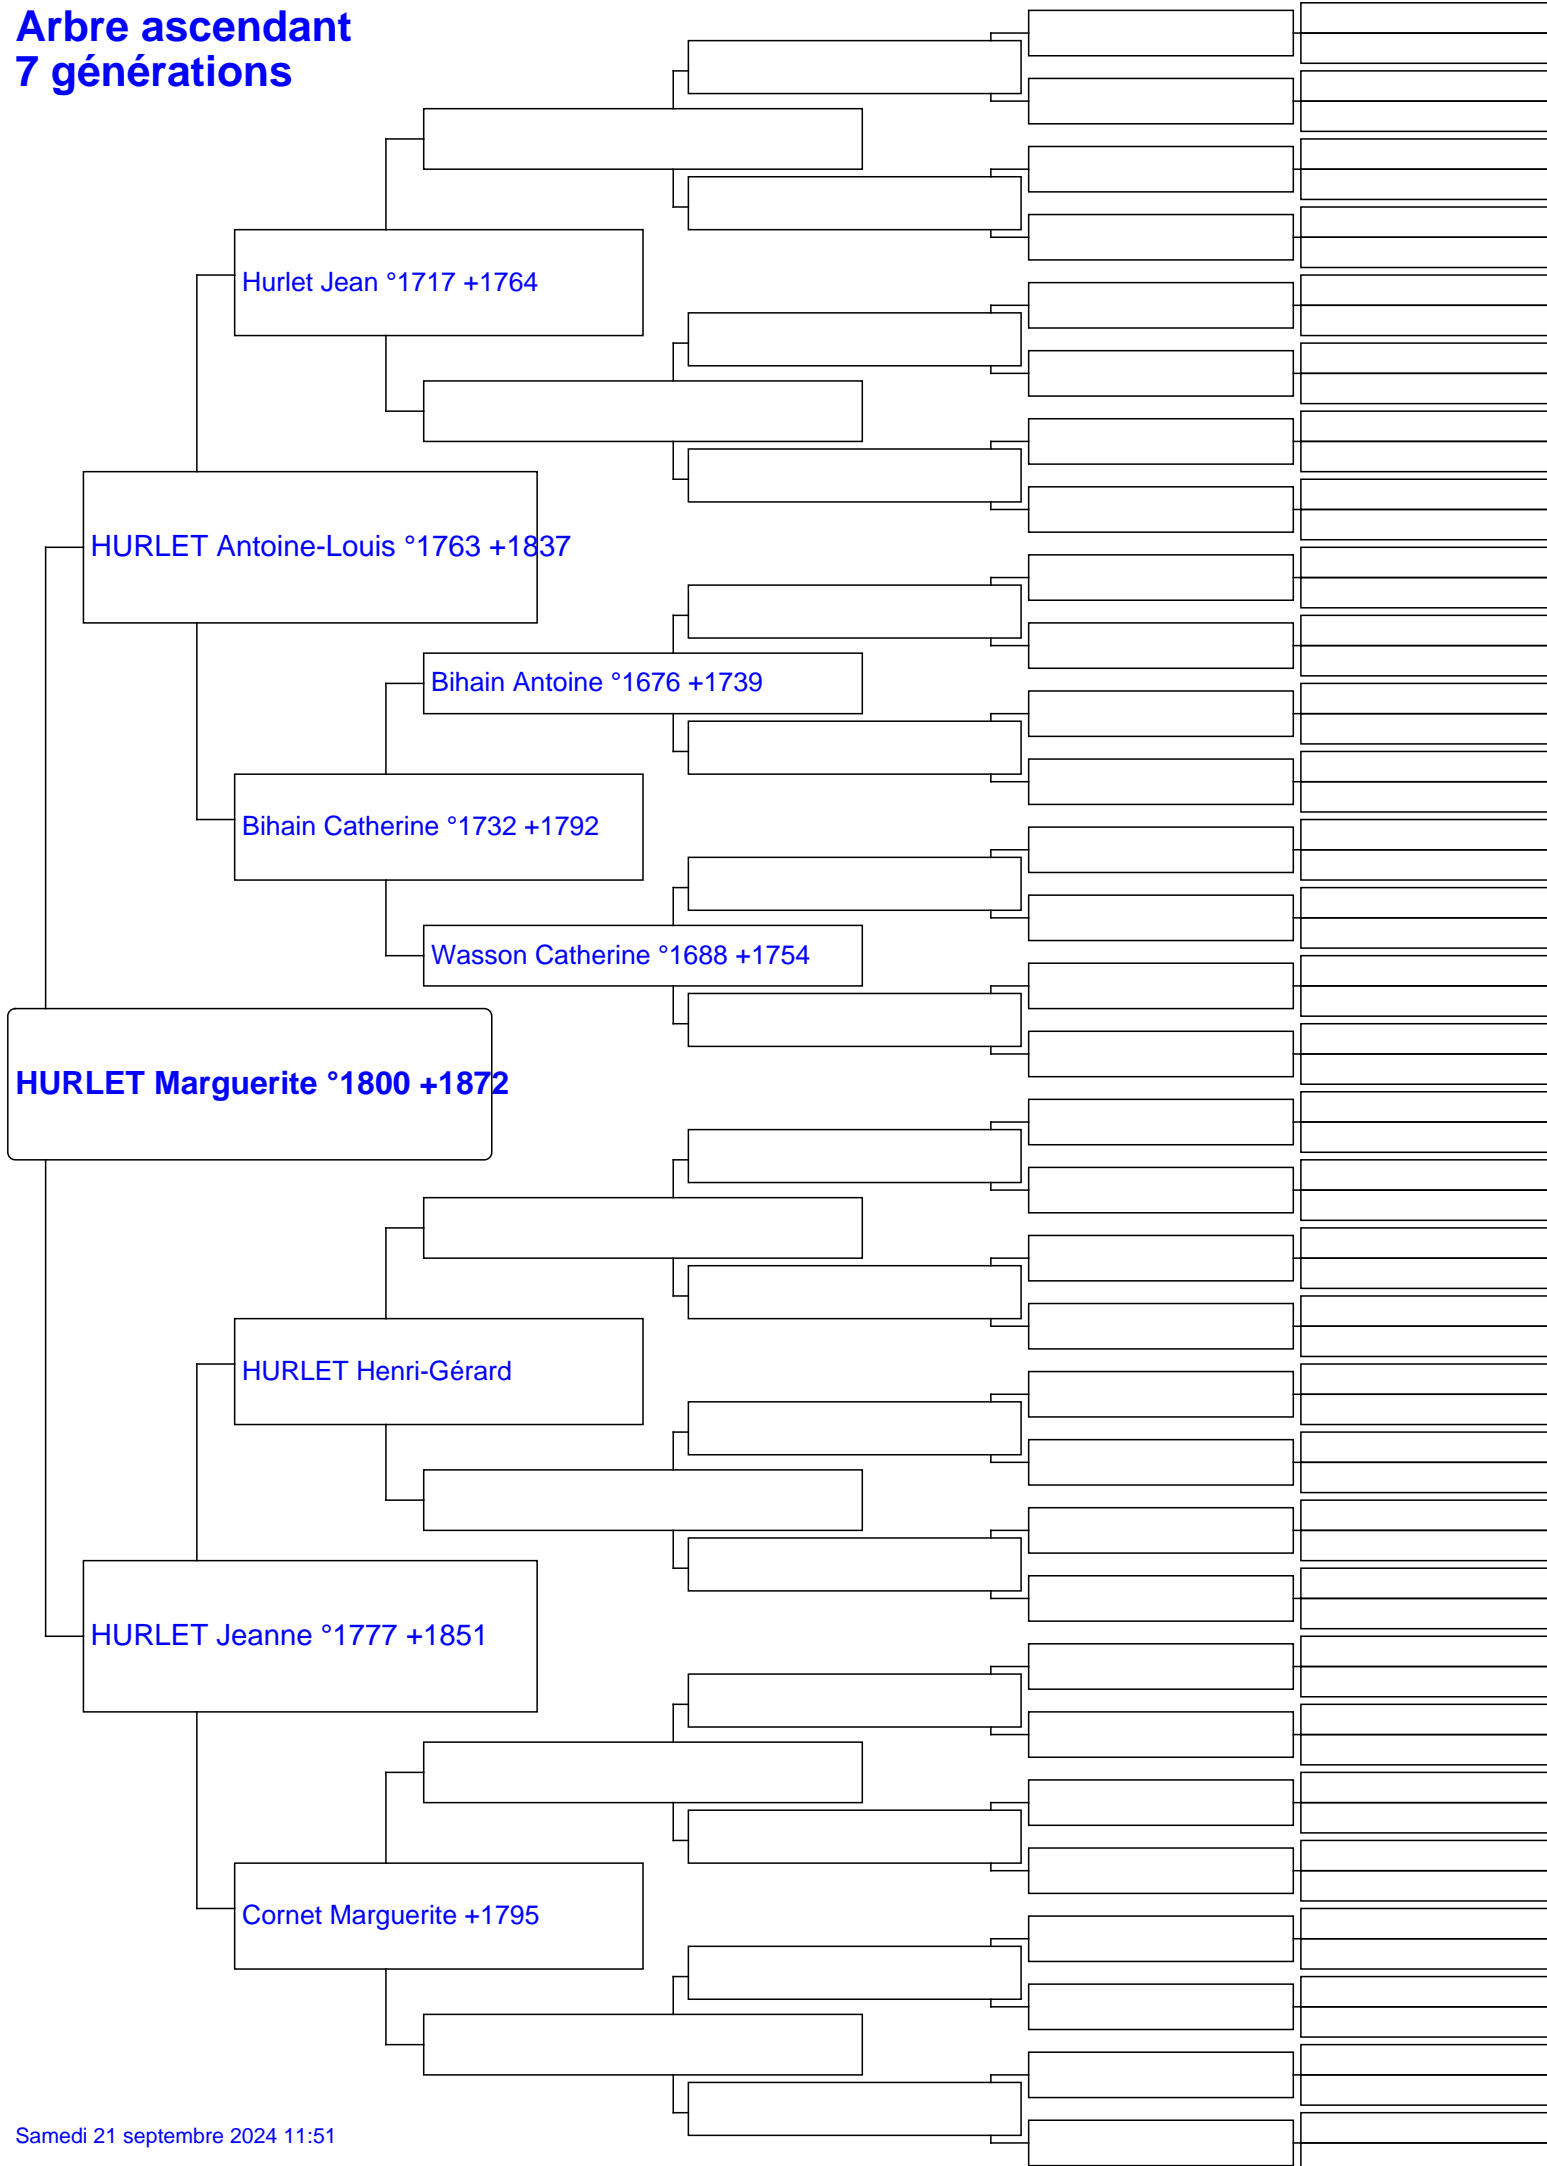 Arbre ascendant
7 générations
Hurlet Jean °1717 +1764
HURLET Antoine-Louis °1763 +1837
Bihain Antoine °1676 +1739
Bihain Catherine °1732 +1792
Wasson Catherine °1688 +1754
HURLET Marguerite °1800 +1872
HURLET Henri-Gérard
HURLET Jeanne °1777 +1851
Cornet Marguerite +1795
Samedi 21 septembre 2024 11:51